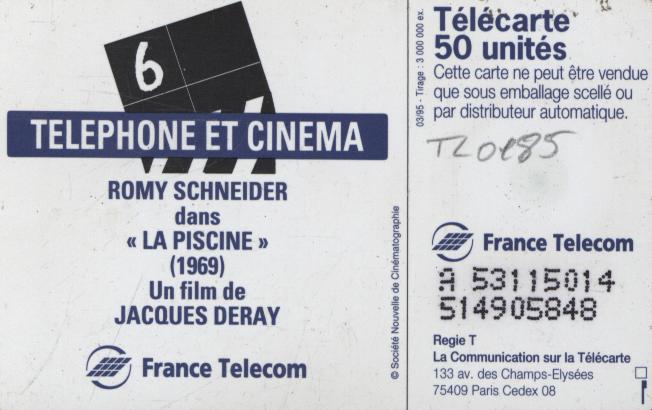 6
TELEPHONE ET CINEMA
ROMY SCHNEIDER
dans
« LA PISCINE »
(1969)
Un film de
JACQUES DERAY
France Telecom
© Société Nouvelle de Cinématographie
03/95 - Tirage : 3 000 000 ex.
Télécarte
50 unités
Cette carte ne peut être vendue
que sous emballage scellé ou
par distributeur automatique.
France Telecom
A 53115014
514905848
Regie T
La Communication sur la Télécarte
133 av. des Champs-Elysées
75409 Paris Cedex 08